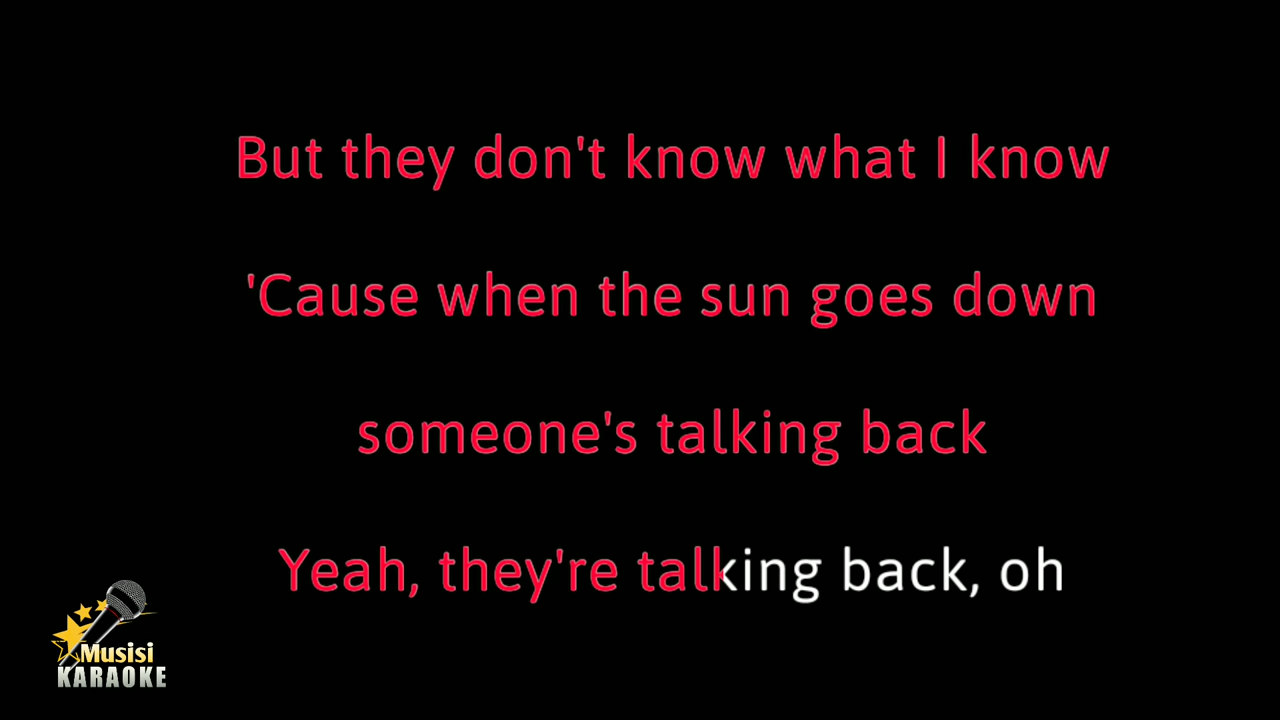 But they don't know what I know
'Cause when the sun goes down
someone's talking back
Yeah, they're talking back, oh
Musisi
KARAOKE